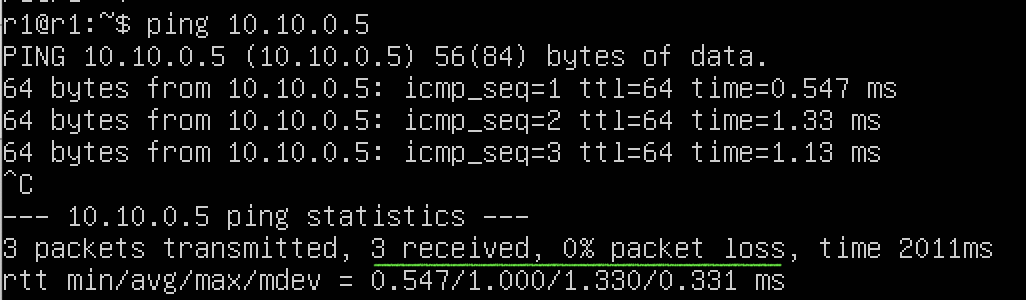 r1@r1:~$ ping 10.10.0.5
PING 10.10.0.5 (10.10.0.5) 56(84) bytes of data.
64 bytes from 10.10.0.5: icmp_seq=1 ttl=64 time=0.547 ms
64 bytes from 10.10.0.5: icmp_seq=2 ttl=64 time=1.33 ms
64 bytes from 10.10.0.5: icmp_seq=3 ttl=64 time=1.13 ms
^C
--- 10.10.0.5 ping statistics ---
3 packets transmitted, 3 received, 0% packet loss, time 2011ms
rtt min/avg/max/mdev = 0.547/1.000/1.330/0.331 ms